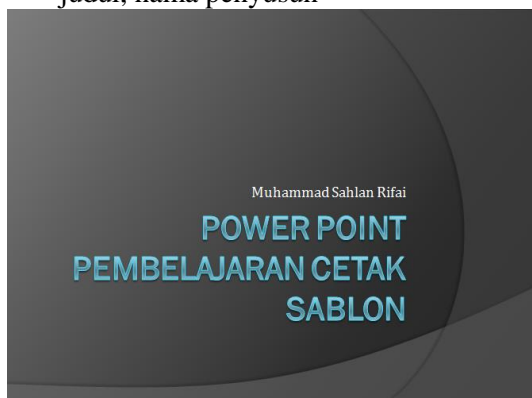 judul, nama penyusun
Muhammad Sahlan Rifai
POWER POINT
PEMBELAJARAN CETAK
SABLON